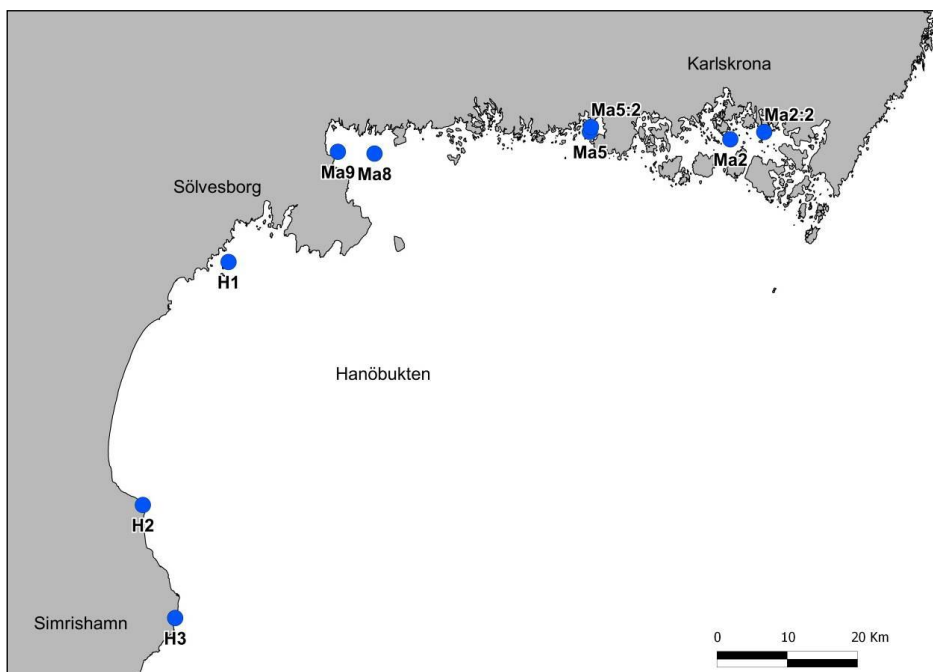 Karlskrona
Ma5:2
Ma2:2
Ma5
Ma2
Ma9
Ma8
Sölvesborg
H1
Hanöbukten
H2
Simrishamn
H3
0 10 20 Km